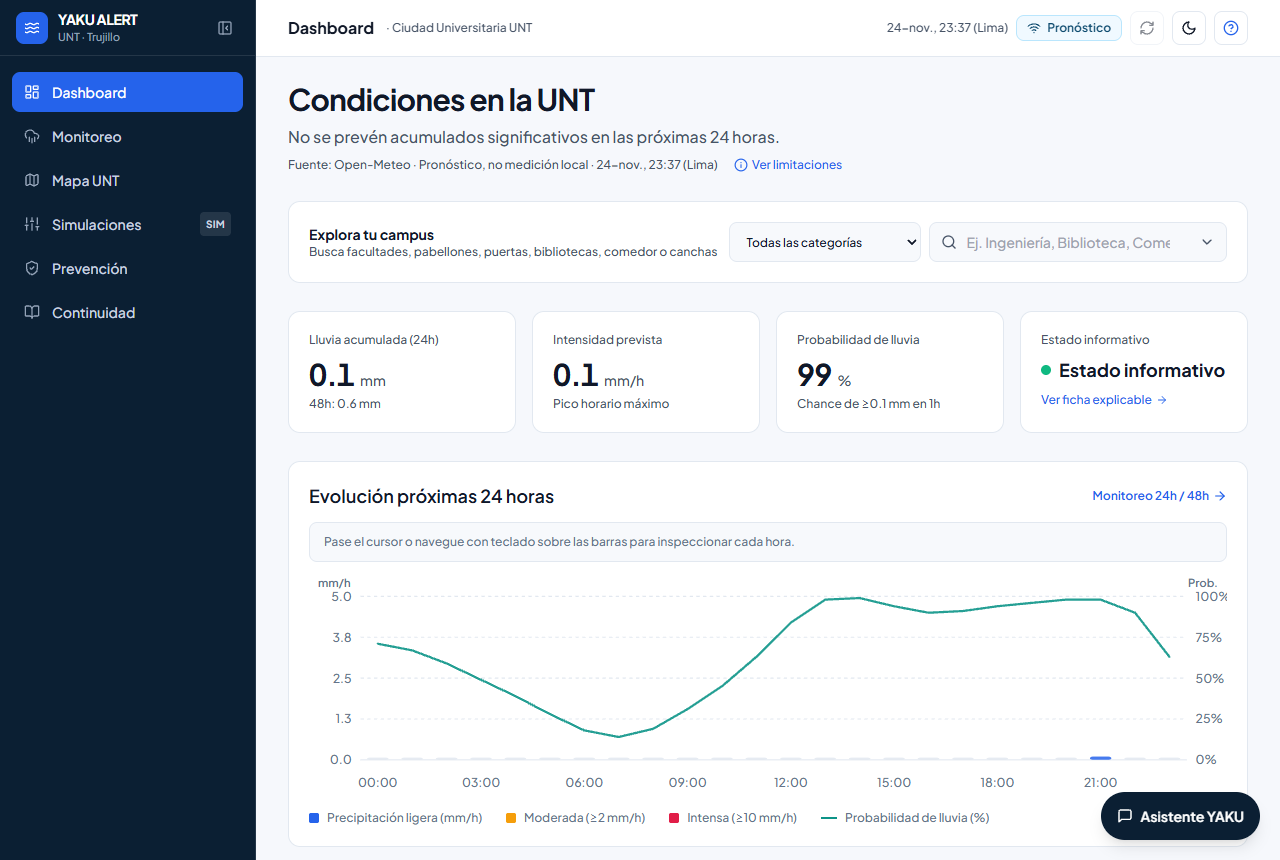 YAKU ALERT
UNT · Trujillo
Dashboard
Monitoreo
Mapa UNT
Simulaciones SIM
Prevención
Continuidad
Dashboard · Ciudad Universitaria UNT 24-nov., 23:37 (Lima) Pronóstico
Condiciones en la UNT
No se prevén acumulados significativos en las próximas 24 horas.
Fuente: Open-Meteo · Pronóstico, no medición local · 24-nov., 23:37 (Lima) Ver limitaciones
Explora tu campus
Busca facultades, pabellones, puertas, bibliotecas, comedor o canchas
Todas las categorías
Ej. Ingeniería, Biblioteca, Come
Lluvia acumulada (24h)
0.1 mm
48h: 0.6 mm
Intensidad prevista
0.1 mm/h
Pico horario máximo
Probabilidad de lluvia
99 %
Chance de ≥0.1 mm en 1h
Estado informativo
Estado informativo
Ver ficha explicable →
Evolución próximas 24 horas
Monitoreo 24h / 48h →
Pase el cursor o navegue con teclado sobre las barras para inspeccionar cada hora.
mm/h Prob.
5.0 100%
3.8 75%
2.5 50%
1.3 25%
0.0 0%
00:00 03:00 06:00 09:00 12:00 15:00 18:00 21:00
Precipitación ligera (mm/h) Moderada (≥2 mm/h) Intensa (≥10 mm/h) Probabilidad de lluvia (%)
Asistente YAKU